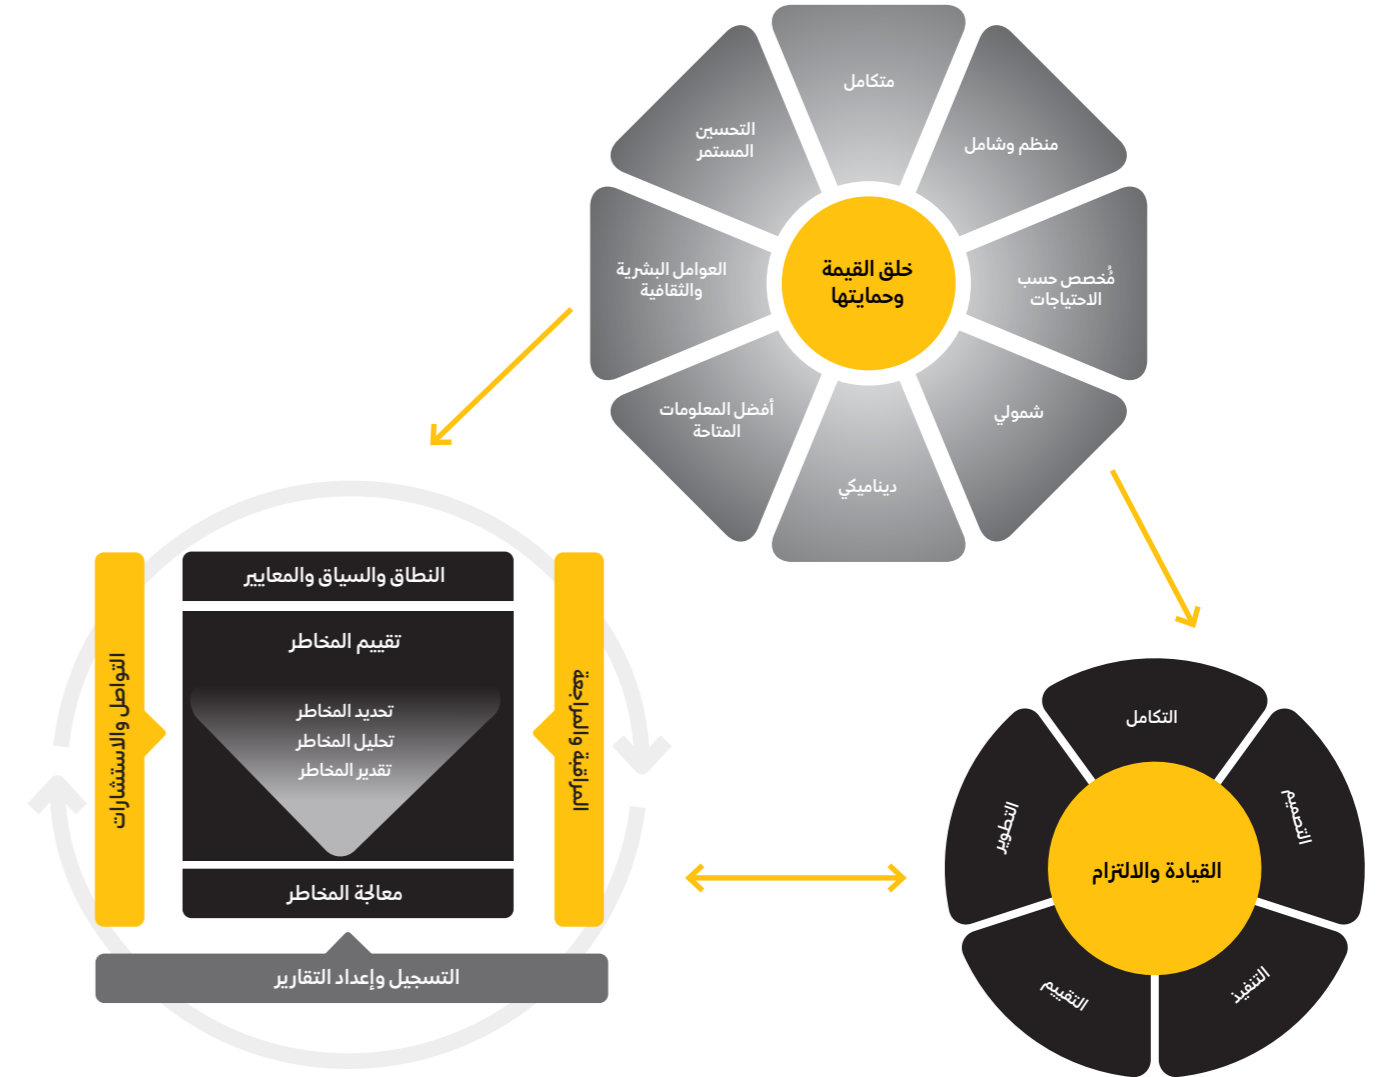 متكامل
منظم وشامل
مُخصص حسب
الاحتياجات
شمولي
ديناميكي
أفضل المعلومات
المتاحة
العوامل البشرية
والثقافية
التحسين
المستمر
خلق القيمة
وحمايتها
النطاق والسياق والمعايير
تقييم المخاطر
تحديد المخاطر
تحليل المخاطر
تقدير المخاطر
معالجة المخاطر
المراقبة والمراجعة
التواصل والاستشارات
التسجيل وإعداد التقارير
التكامل
التصميم
التنفيذ
التقييم
التطوير
القيادة والالتزام